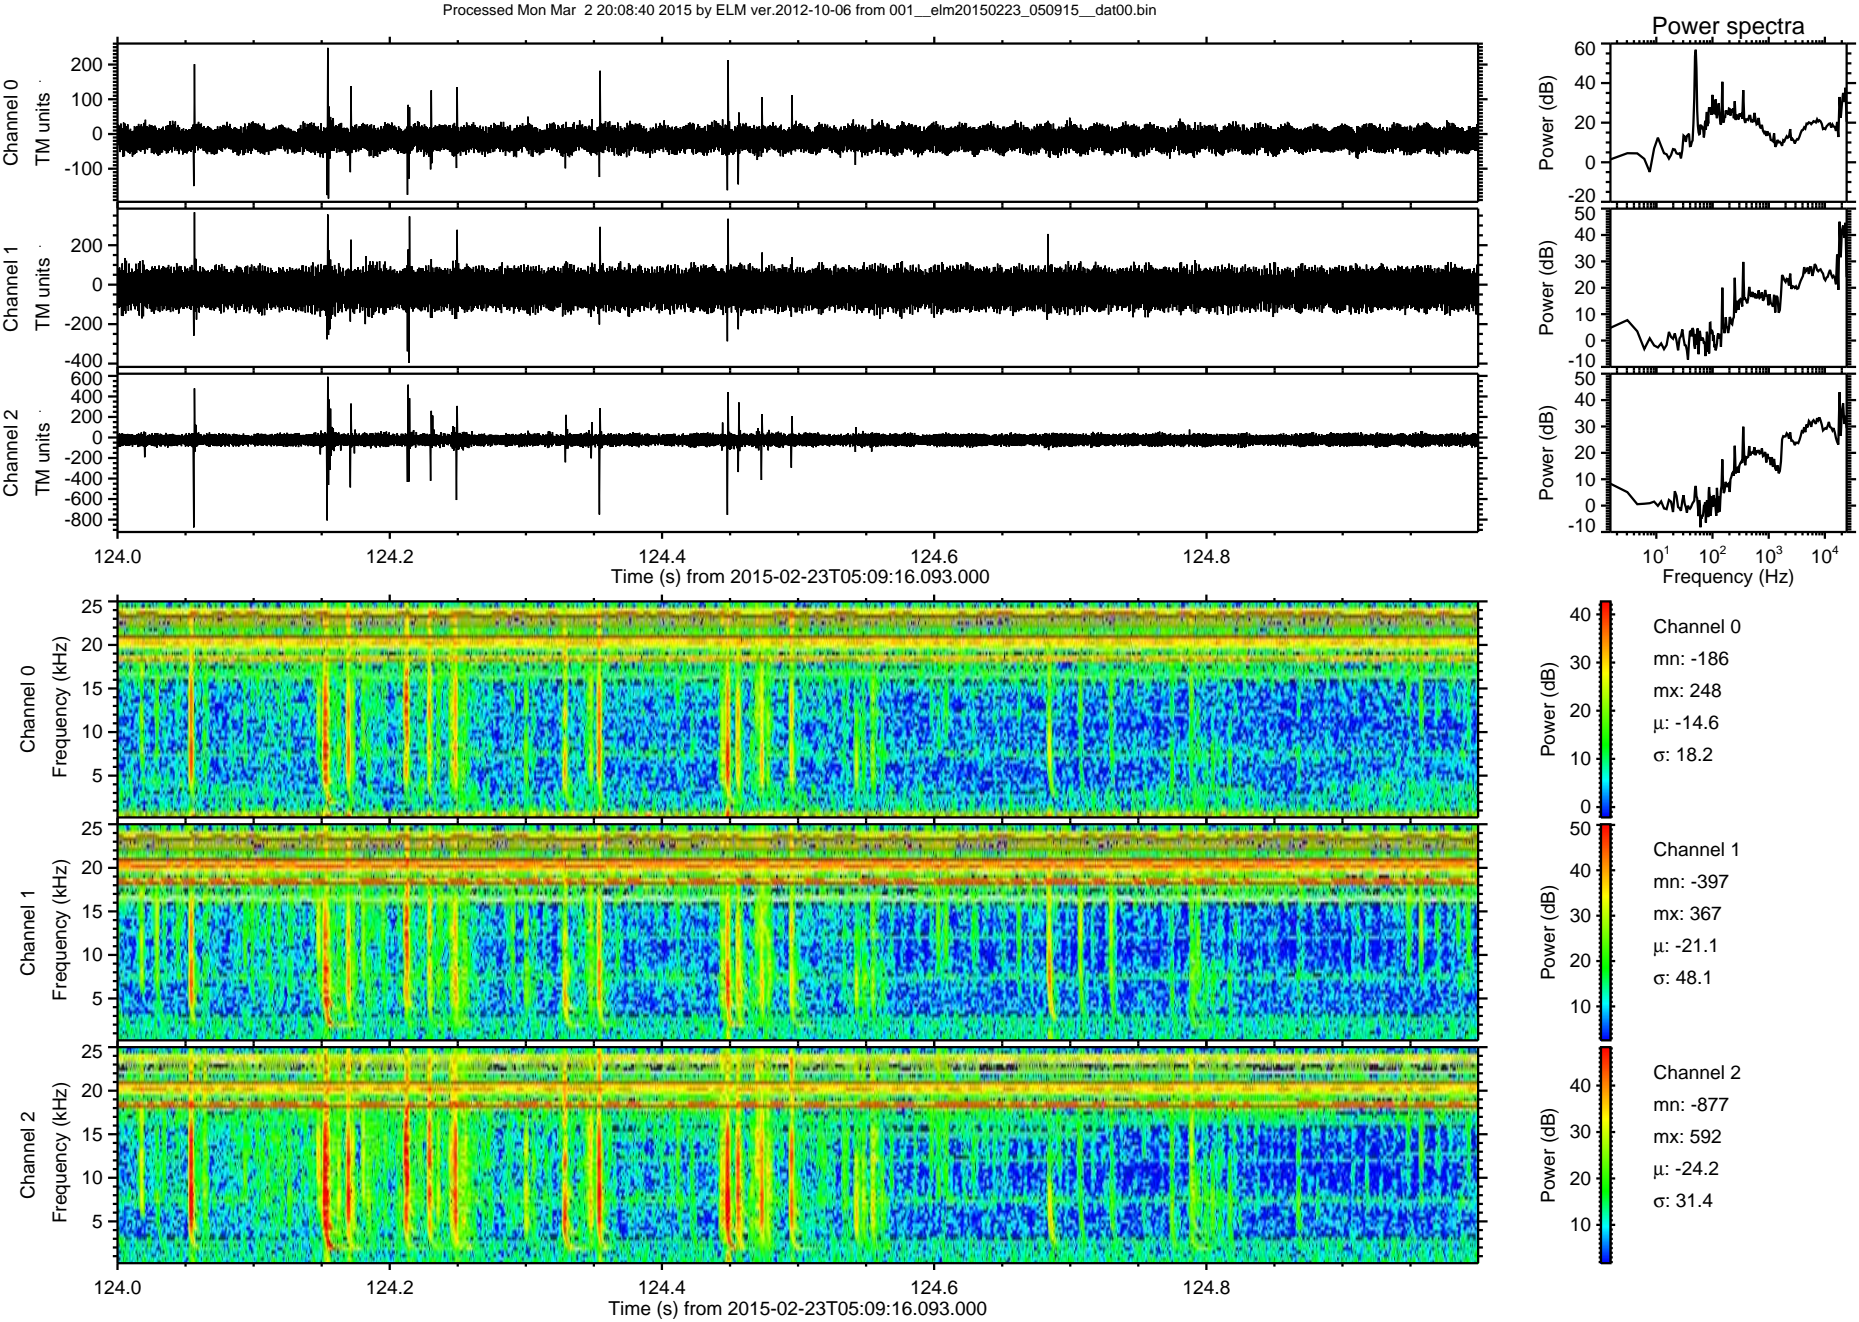 Processed Mon Mar 2 20:08:40 2015 by ELM ver.2012-10-06 from 001__elm20150223_050915__dat00.bin
Power spectra
Channel 0
TM units
200
100
0
-100
Power (dB)
60
40
20
0
-20
Channel 1
TM units
200
0
-200
-400
Power (dB)
50
40
30
20
10
0
-10
Channel 2
TM units
600
400
200
0
-200
-400
-600
-800
Power (dB)
50
40
30
20
10
0
-10
124.0 124.2 124.4 124.6 124.8
Time (s) from 2015-02-23T05:09:16.093.000
10^1 10^2 10^3 10^4
Frequency (Hz)
Channel 0
Frequency (kHz)
25
20
15
10
5
Power (dB)
40
30
20
10
0
Channel 0
mn: -186
mx: 248
μ: -14.6
σ: 18.2
Channel 1
Frequency (kHz)
25
20
15
10
5
Power (dB)
50
40
30
20
10
Channel 1
mn: -397
mx: 367
μ: -21.1
σ: 48.1
Channel 2
Frequency (kHz)
25
20
15
10
5
Power (dB)
40
30
20
10
Channel 2
mn: -877
mx: 592
μ: -24.2
σ: 31.4
124.0 124.2 124.4 124.6 124.8
Time (s) from 2015-02-23T05:09:16.093.000